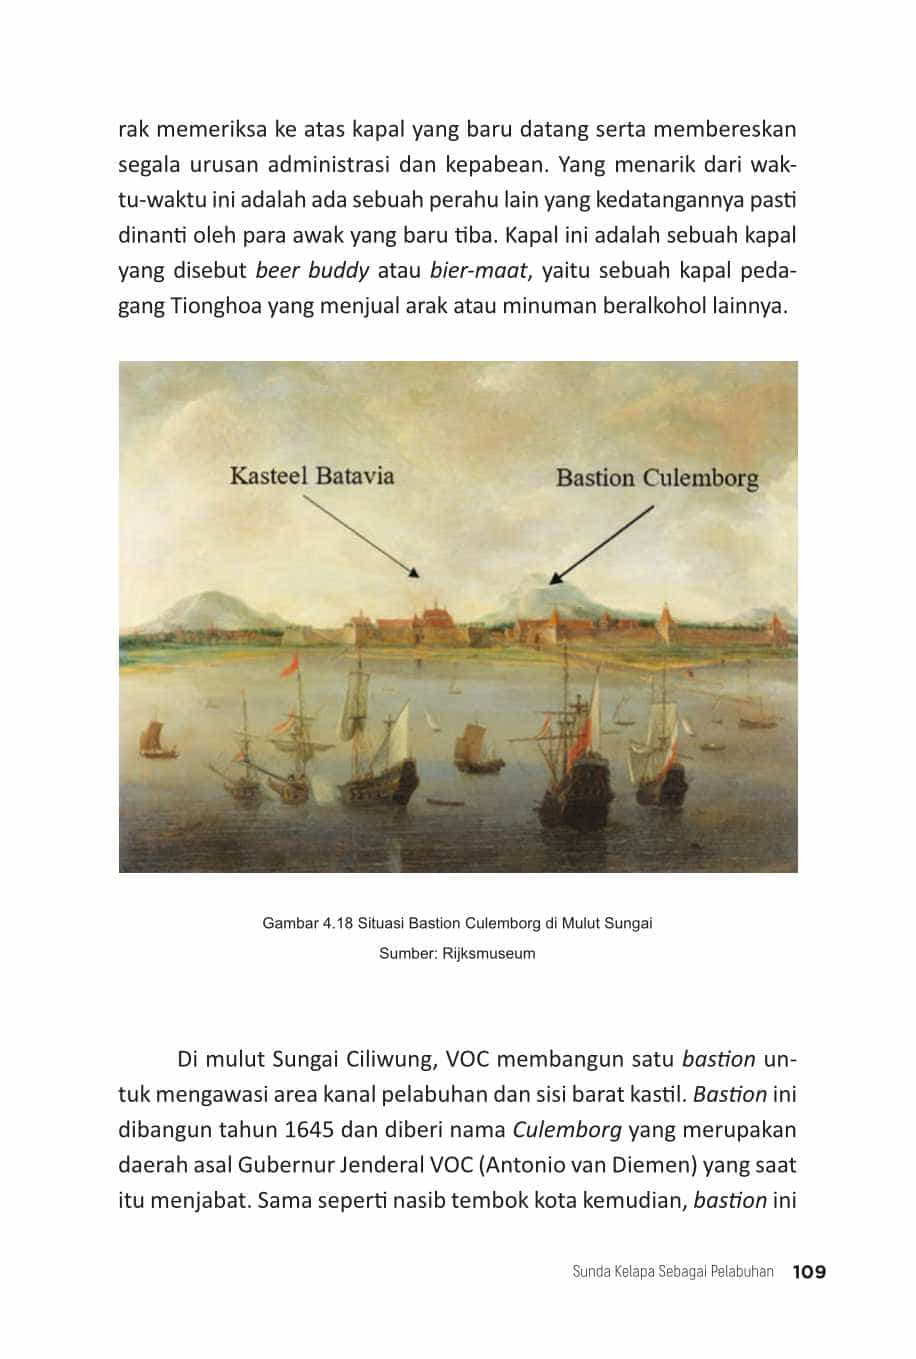 rak memeriksa ke atas kapal yang baru datang serta membereskan
segala urusan administrasi dan kepabean. Yang menarik dari wak-
tu-waktu ini adalah ada sebuah perahu lain yang kedatangannya pasti
dinanti oleh para awak yang baru tiba. Kapal ini adalah sebuah kapal
yang disebut beer buddy atau bier-maat, yaitu sebuah kapal peda-
gang Tionghoa yang menjual arak atau minuman beralkohol lainnya.
Kasteel Batavia
Bastion Culemborg
Gambar 4.18 Situasi Bastion Culemborg di Mulut Sungai
Sumber: Rijksmuseum
Di mulut Sungai Ciliwung, VOC membangun satu bastion un-
tuk mengawasi area kanal pelabuhan dan sisi barat kastil. Bastion ini
dibangun tahun 1645 dan diberi nama Culemborg yang merupakan
daerah asal Gubernur Jenderal VOC (Antonio van Diemen) yang saat
itu menjabat. Sama seperti nasib tembok kota kemudian, bastion ini
Sunda Kelapa Sebagai Pelabuhan 109